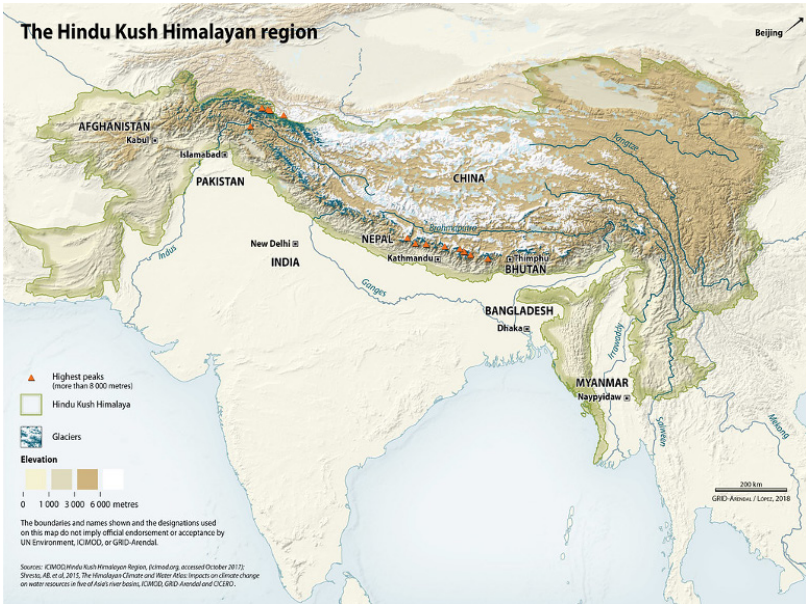 The Hindu Kush Himalayan region
Beijing
AFGHANISTAN
Kabul
Islamabad
PAKISTAN
CHINA
Yangtze
Indus
New Delhi
INDIA
NEPAL
Brahmaputra
Kathmandu
Thimphu
BHUTAN
Ganges
BANGLADESH
Dhaka
Irrawaddy
MYANMAR
Naypyidaw
Salween
Mekong
Highest peaks
(more than 8 000 metres)
Hindu Kush Himalaya
Glaciers
Elevation
0 1 000 3 000 6 000 metres
The boundaries and names shown and the designations used
on this map do not imply official endorsement or acceptance by
UN Environment, ICIMOD, or GRID-Arendal.
Sources: ICIMOD,Hindu Kush Himalayan Region, (icimod.org, accessed October 2017);
Shresta, AB. et al, 2015, The Himalayan Climate and Water Atlas: Impacts on climate change
on water resources in five of Asia's river basins, ICIMOD, GRID-Arendal and CICERO..
200 km
GRID-ARENDAL / LOPEZ, 2018